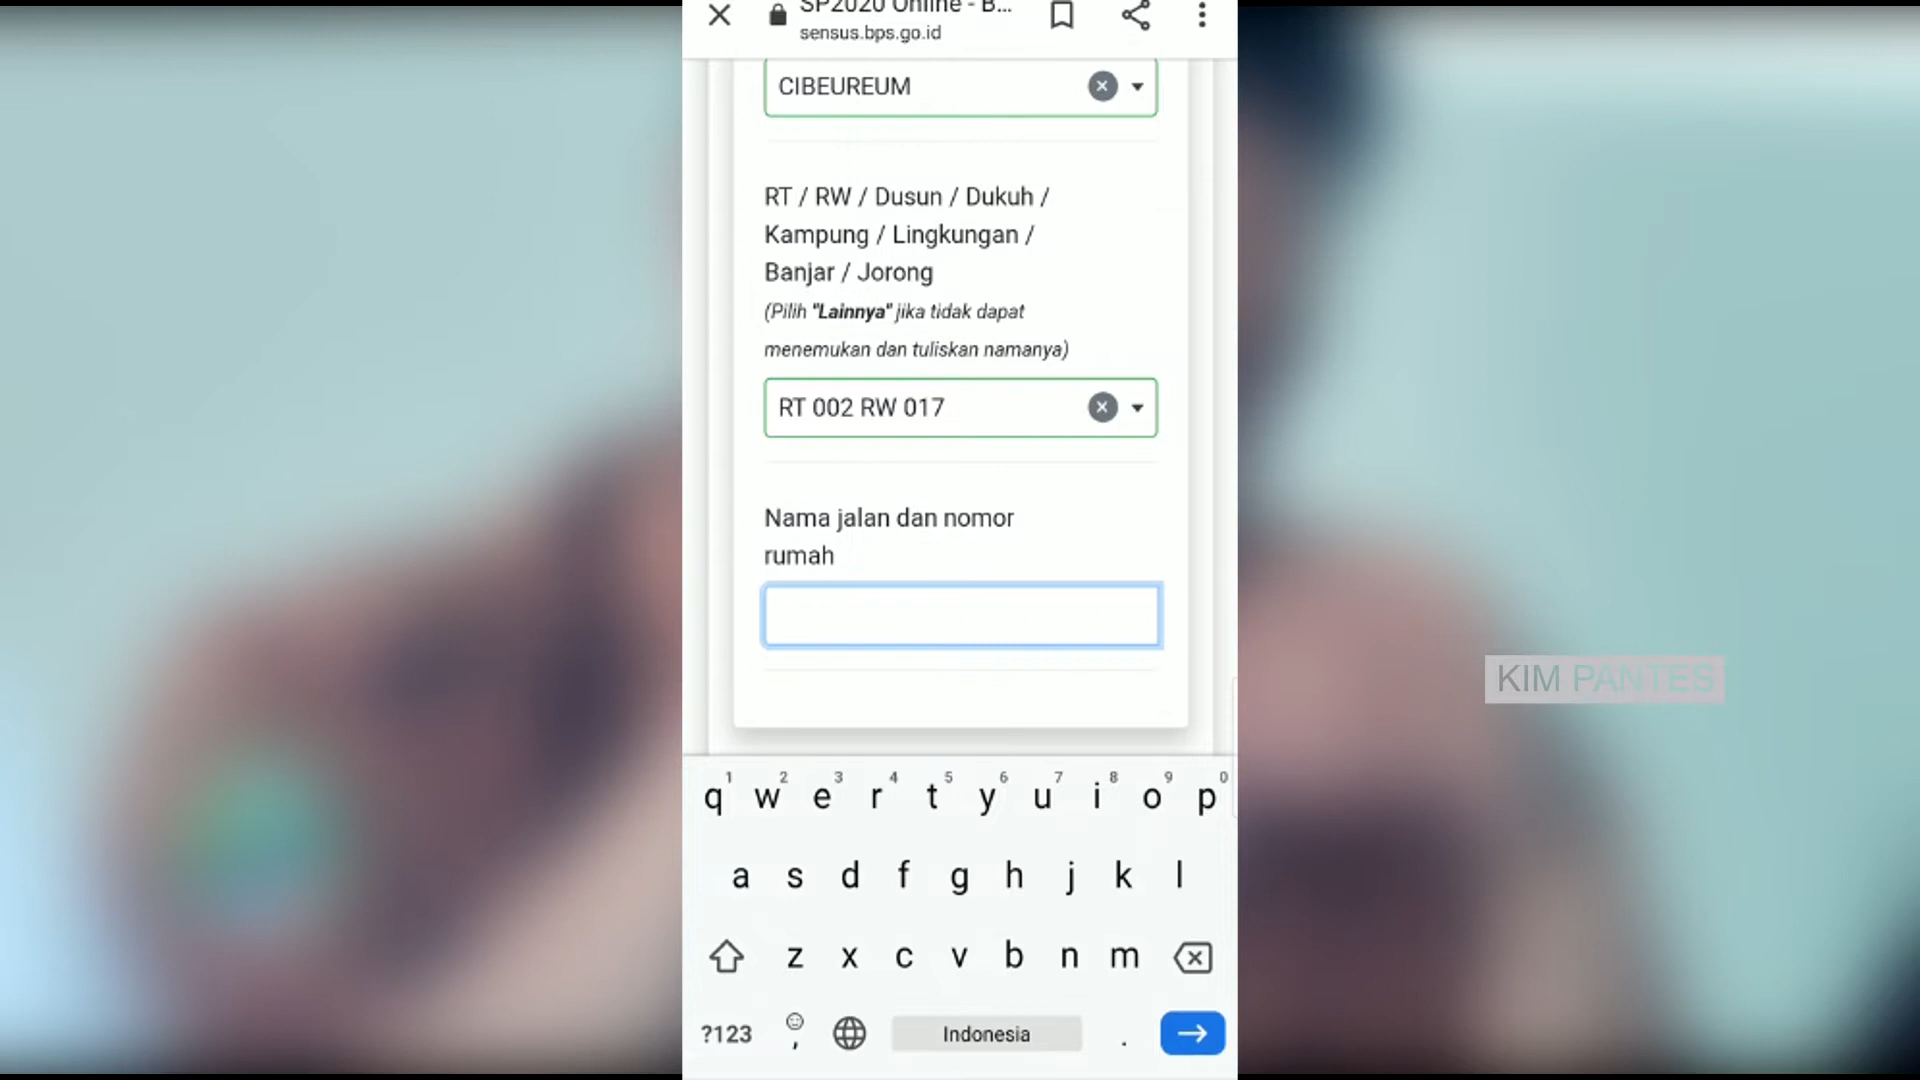 SP2020 Online - B...
sensus.bps.go.id
CIBEUREUM
RT / RW / Dusun / Dukuh /
Kampung / Lingkungan /
Banjar / Jorong
(Pilih "Lainnya" jika tidak dapat
menemukan dan tuliskan namanya)
RT 002 RW 017
Nama jalan dan nomor
rumah
KIM PANTES
1 2 3 4 5 6 7 8 9 0
q w e r t y u i o p
a s d f g h j k l
z x c v b n m
?123 , Indonesia .